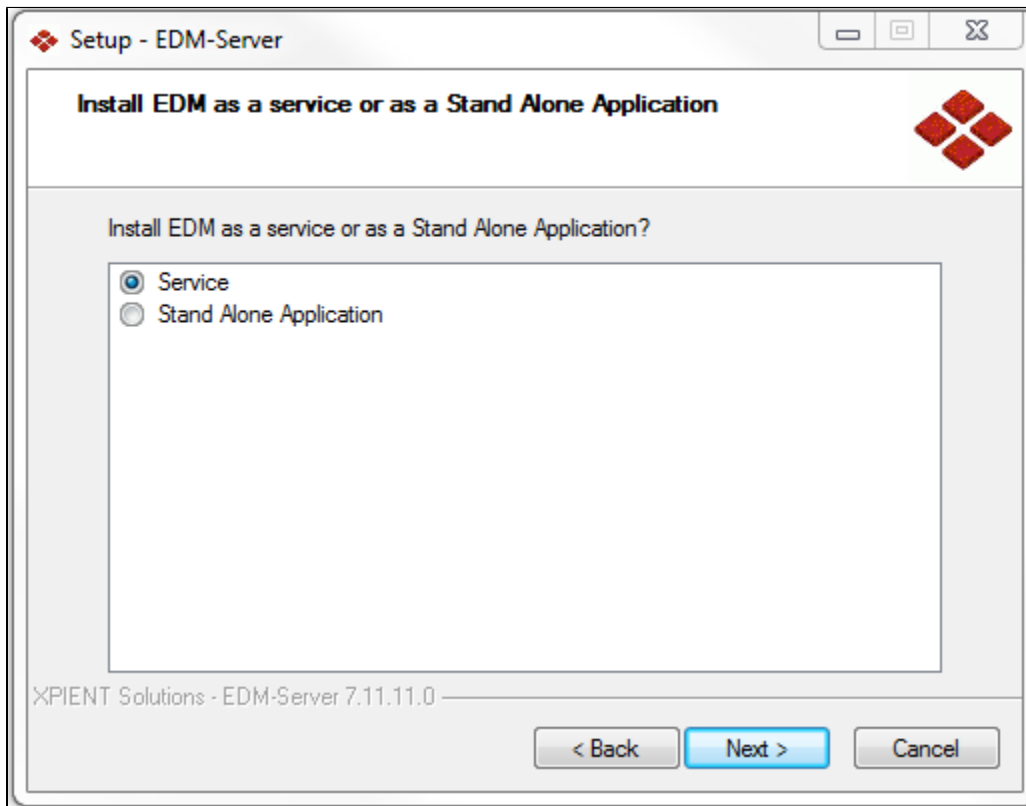 Setup - EDM-Server
Install EDM as a service or as a Stand Alone Application
Install EDM as a service or as a Stand Alone Application?
Service
Stand Alone Application
XPIENT Solutions - EDM-Server 7.11.11.0
< Back Next > Cancel